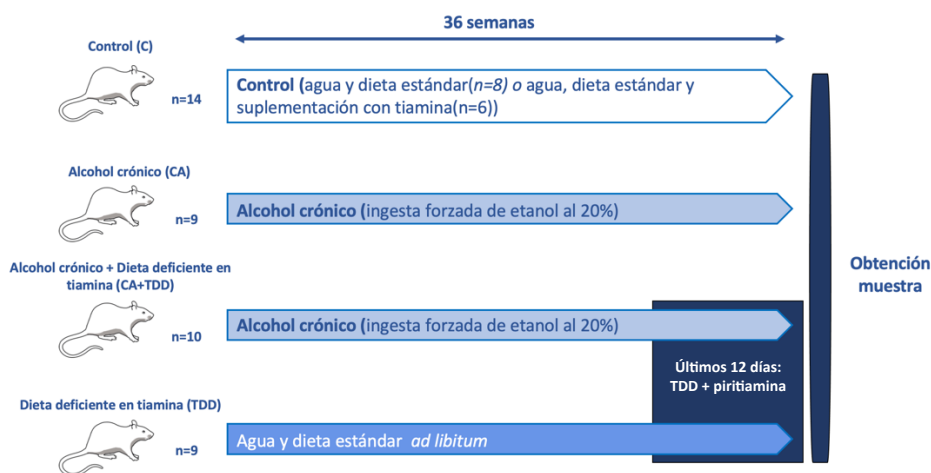 36 semanas
Control (C)
n=14
Control (agua y dieta estándar(n=8) o agua, dieta estándar y
suplementación con tiamina(n=6))
Alcohol crónico (CA)
n=9
Alcohol crónico (ingesta forzada de etanol al 20%)
Alcohol crónico + Dieta deficiente en
tiamina (CA+TDD)
n=10
Alcohol crónico (ingesta forzada de etanol al 20%)
Últimos 12 días:
TDD + piritiamina
Dieta deficiente en tiamina (TDD)
n=9
Agua y dieta estándar ad libitum
Obtención
muestra